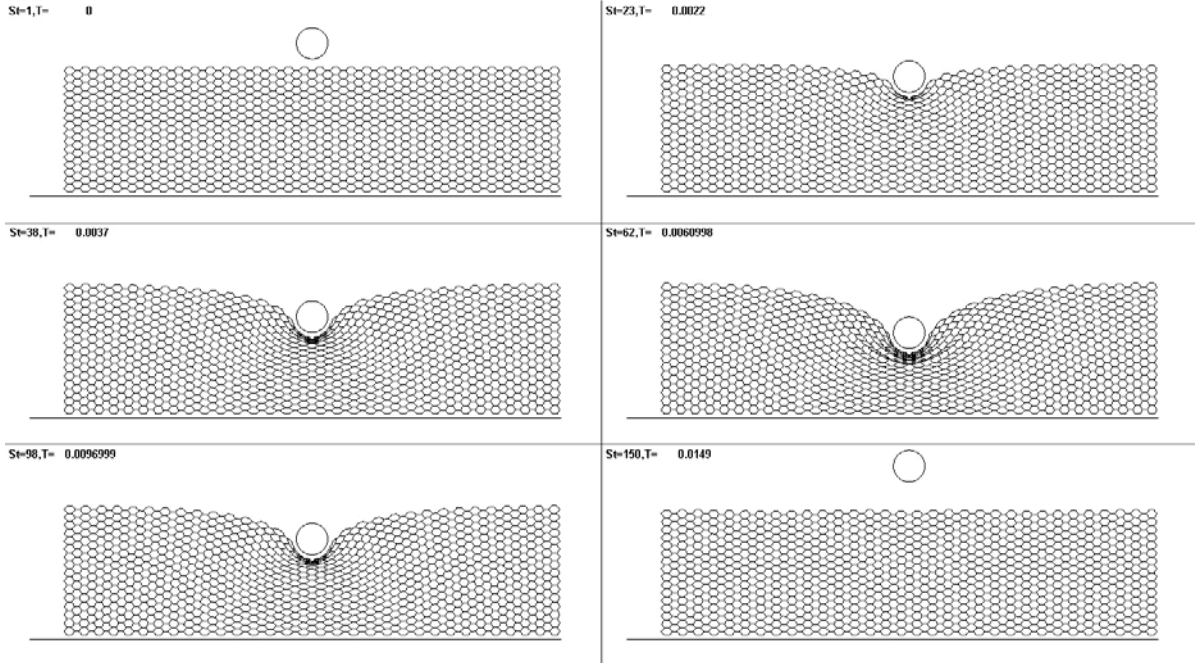 St=1,T= 0
St=23,T= 0.0022
St=38,T= 0.0037
St=62,T= 0.0060998
St=98,T= 0.0096999
St=150,T= 0.0149